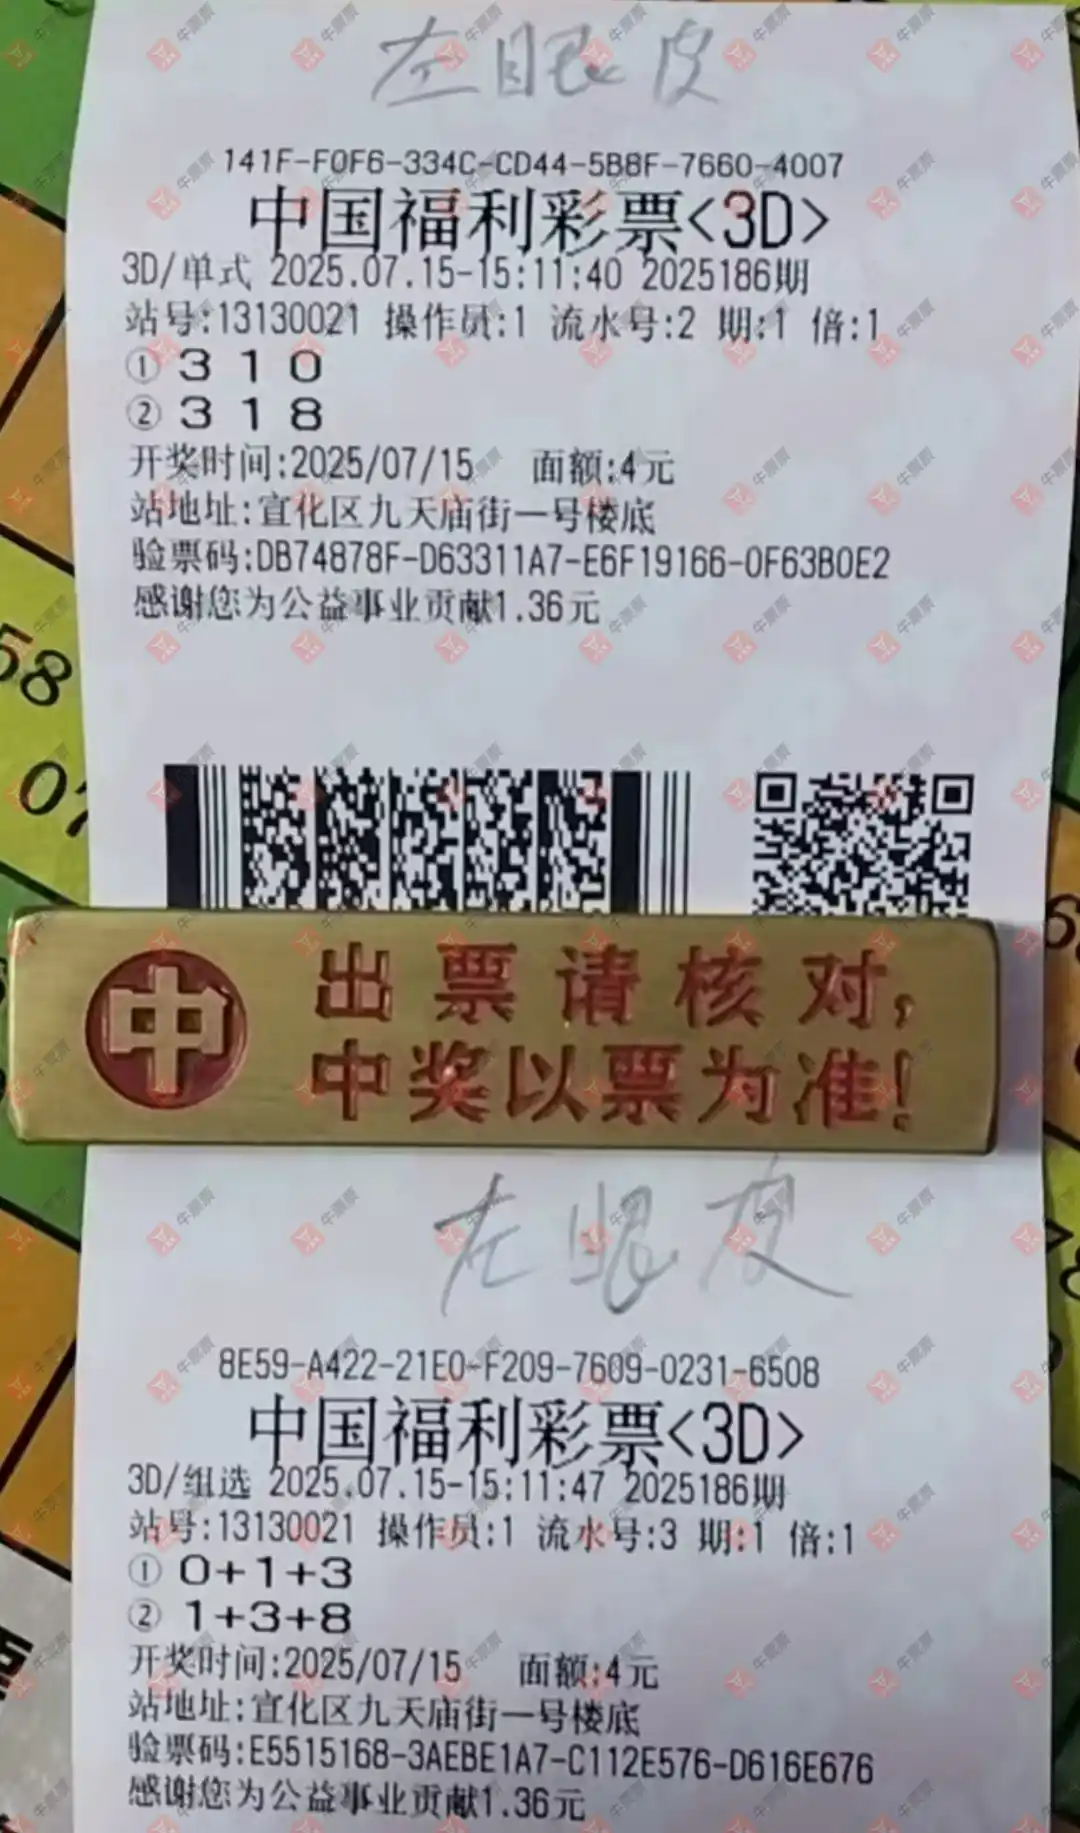 左眼皮
141F-F0F6-334C-CD44-5B8F-7660-4007
中国福利彩票<3D>
3D/单式 2025.07.15-15:11:40 2025186期
站号:13130021 操作员:1 流水号:2 期:1 倍:1
① 3 1 0
② 3 1 8
开奖时间:2025/07/15 面额:4元
站地址:宣化区九天庙街一号楼底
验票码:DB74878F-D63311A7-E6F19166-0F63B0E2
感谢您为公益事业贡献1.36元
中 出票请核对,
中奖以票为准!
左眼皮
8E59-A422-21E0-F209-7609-0231-6508
中国福利彩票<3D>
3D/组选 2025.07.15-15:11:47 2025186期
站号:13130021 操作员:1 流水号:3 期:1 倍:1
① 0+1+3
② 1+3+8
开奖时间:2025/07/15 面额:4元
站地址:宣化区九天庙街一号楼底
验票码:E5515168-3AEBE1A7-C112E576-D616E676
感谢您为公益事业贡献1.36元
58
07
牛票票